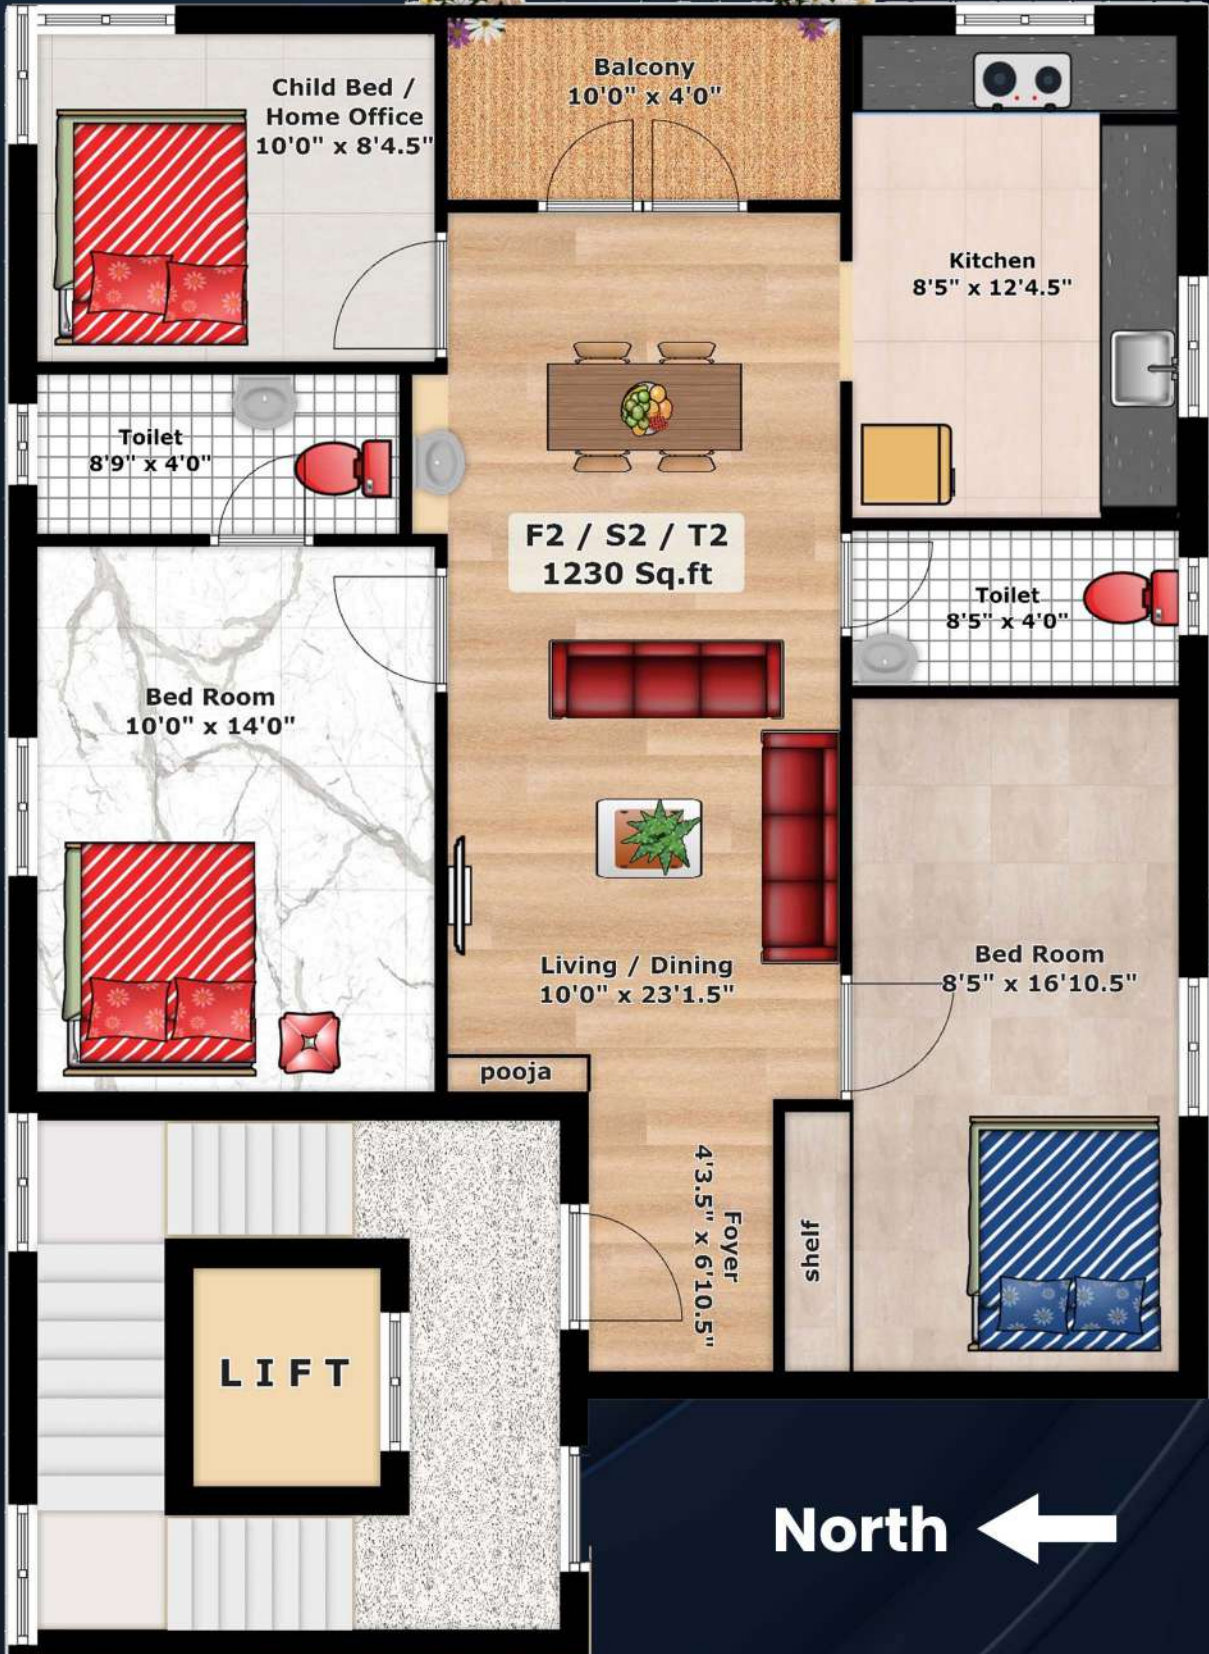 Child Bed /
Home Office
10'0" x 8'4.5"
Balcony
10'0" x 4'0"
Kitchen
8'5" x 12'4.5"
Toilet
8'9" x 4'0"
F2 / S2 / T2
1230 Sq.ft
Toilet
8'5" x 4'0"
Bed Room
10'0" x 14'0"
Living / Dining
10'0" x 23'1.5"
Bed Room
8'5" x 16'10.5"
pooja
Foyer
4'3.5" x 6'10.5"
shelf
LIFT
North